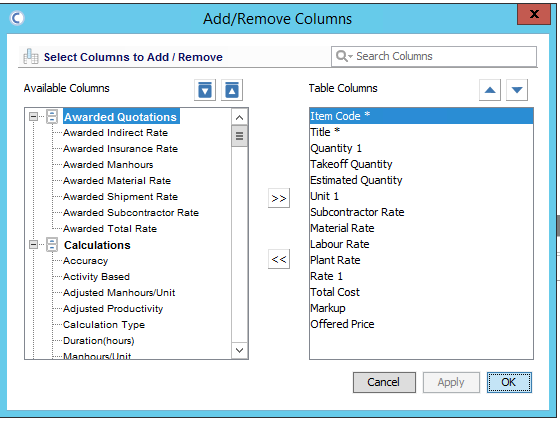 Add/Remove Columns
x
Select Columns to Add / Remove
Search Columns
Available Columns
Table Columns
Awarded Quotations
Awarded Indirect Rate
Awarded Insurance Rate
Awarded Manhours
Awarded Material Rate
Awarded Shipment Rate
Awarded Subcontractor Rate
Awarded Total Rate
Calculations
Accuracy
Activity Based
Adjusted Manhours/Unit
Adjusted Productivity
Calculation Type
Duration(hours)
Manhours/Unit
>>
<<
Item Code *
Title *
Quantity 1
Takeoff Quantity
Estimated Quantity
Unit 1
Subcontractor Rate
Material Rate
Labour Rate
Plant Rate
Rate 1
Total Cost
Markup
Offered Price
Cancel
Apply
OK